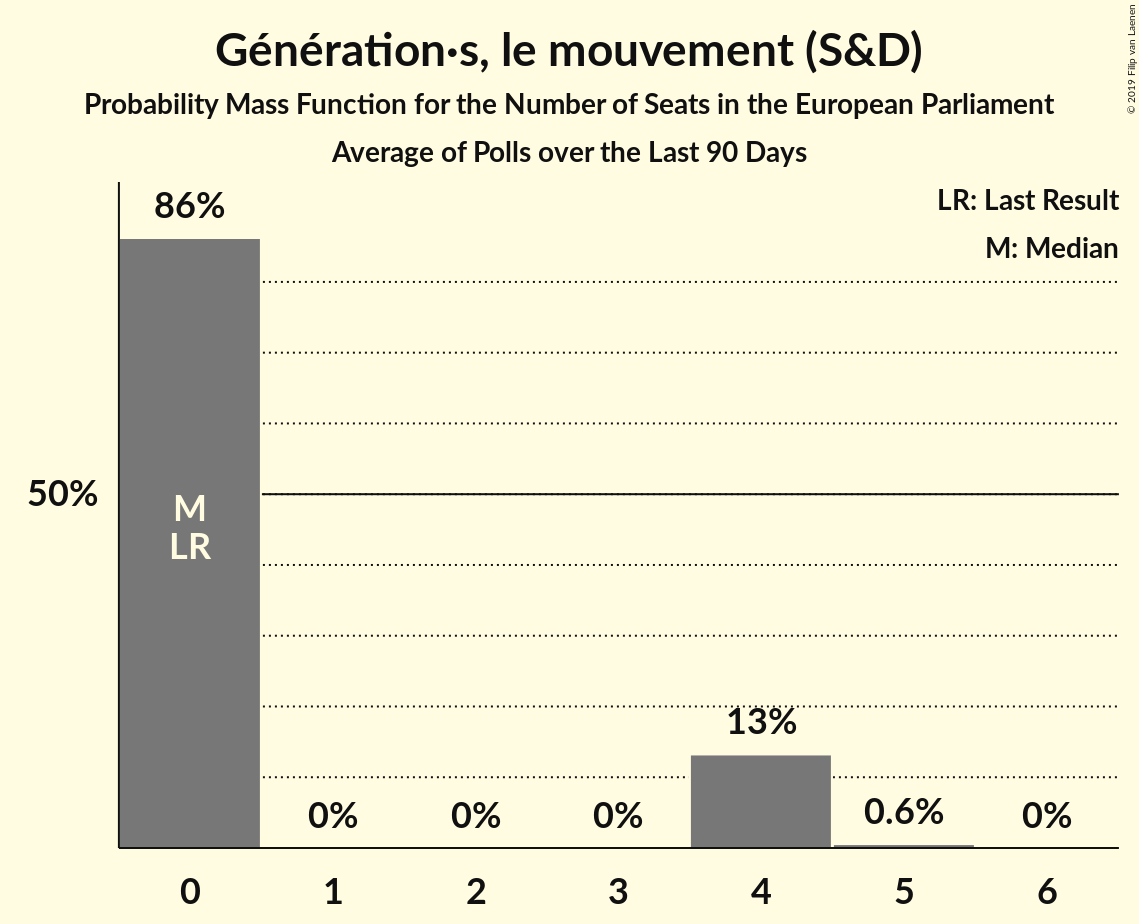 Génération·s, le mouvement (S&D)
Probability Mass Function for the Number of Seats in the European Parliament
Average of Polls over the Last 90 Days
© 2019 Filip van Laenen
LR: Last Result
M: Median
86%
50%
M
LR
13%
0%
0%
0%
0.6%
0%
0
1
2
3
4
5
6